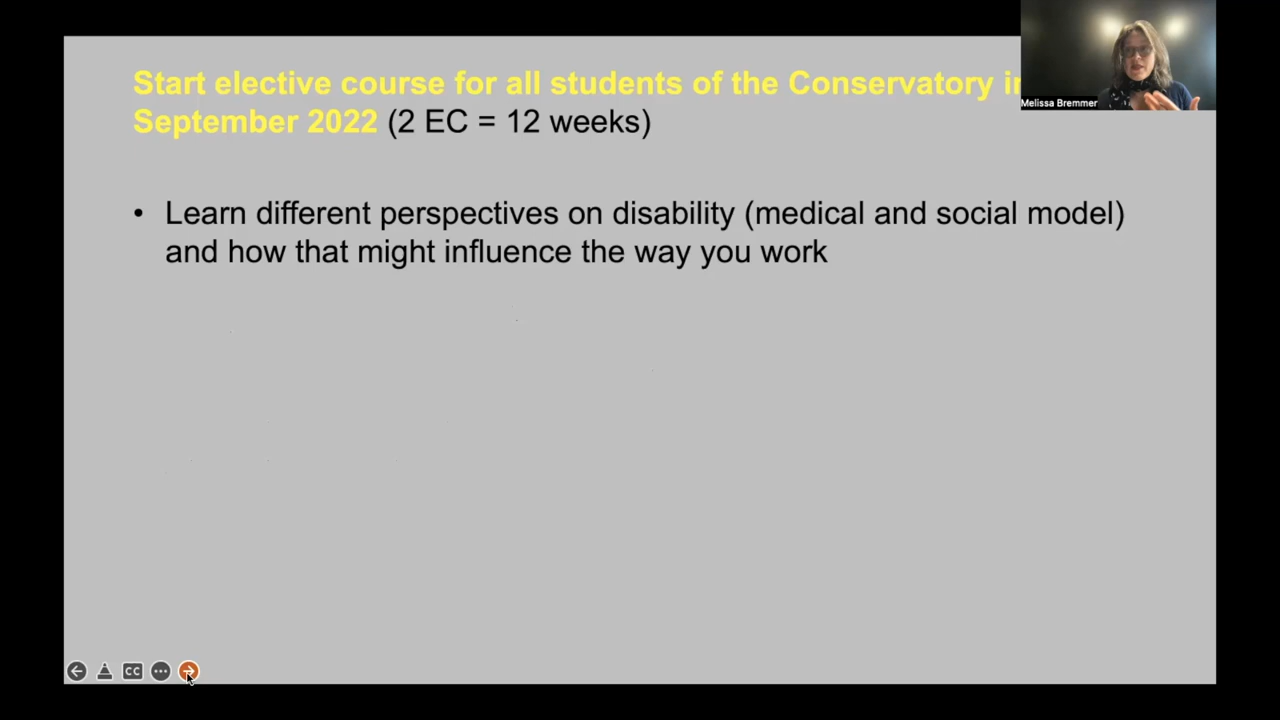 Start elective course for all students of the Conservatory in
September 2022 (2 EC = 12 weeks)
Melissa Bremmer
• Learn different perspectives on disability (medical and social model)
and how that might influence the way you work
CC